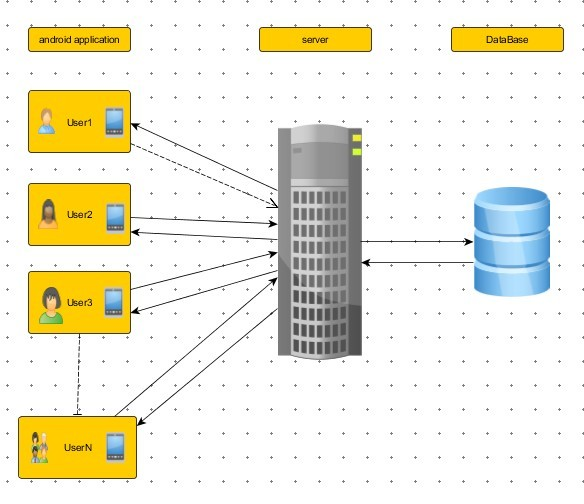 android application
server
DataBase
User1
User2
User3
UserN